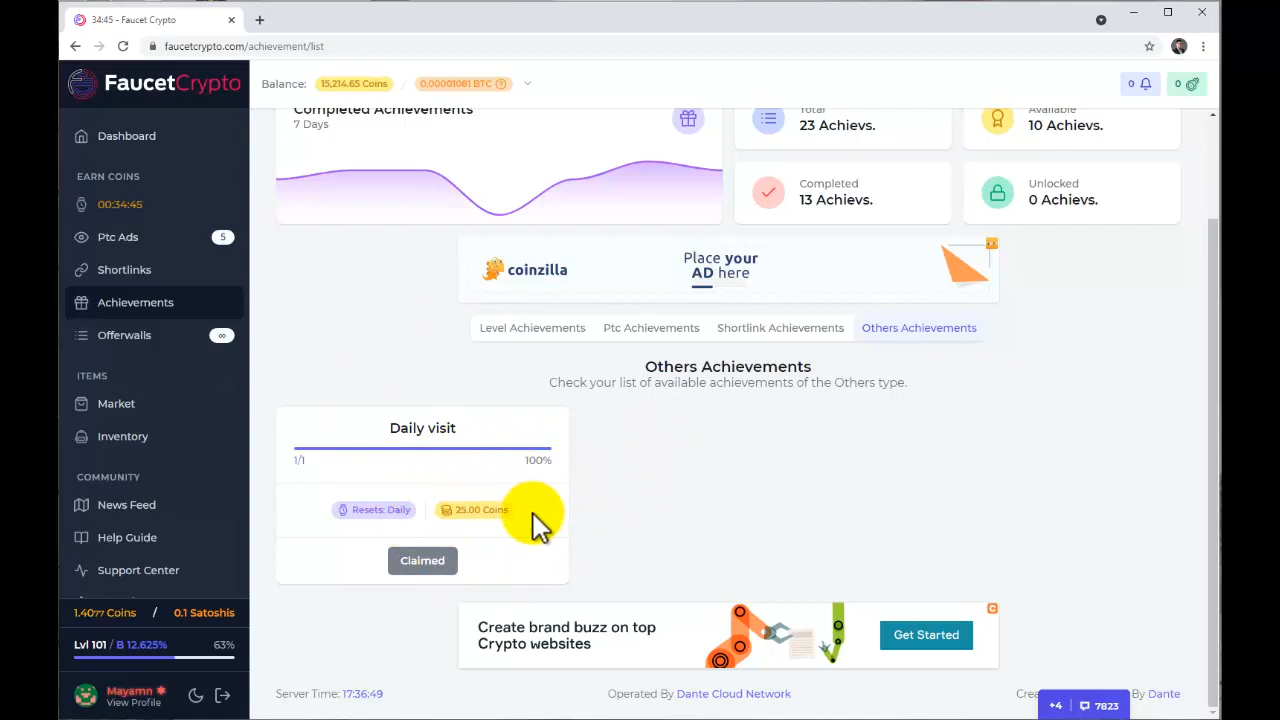 34:45 - Faucet Crypto
faucetcrypto.com/achievement/list
FaucetCrypto
Balance: 15,214.65 Coins / 0.00001081 BTC
0
0
Dashboard
EARN COINS
00:34:45
Ptc Ads 5
Shortlinks
Achievements
Offerwalls ∞
ITEMS
Market
Inventory
COMMUNITY
News Feed
Help Guide
Support Center
1.4077 Coins / 0.1 Satoshis
Lvl 101 / B 12.625% 63%
Mayamn
View Profile
Completed Achievements
7 Days
Total
23 Achievs.
Available
10 Achievs.
Completed
13 Achievs.
Unlocked
0 Achievs.
coinzilla
Place your
AD here
Level Achievements Ptc Achievements Shortlink Achievements Others Achievements
Others Achievements
Check your list of available achievements of the Others type.
Daily visit
1/1 100%
Resets: Daily 25.00 Coins
Claimed
Create brand buzz on top
Crypto websites
Get Started
Server Time: 17:36:49
Operated By Dante Cloud Network
By Dante
+4 7823